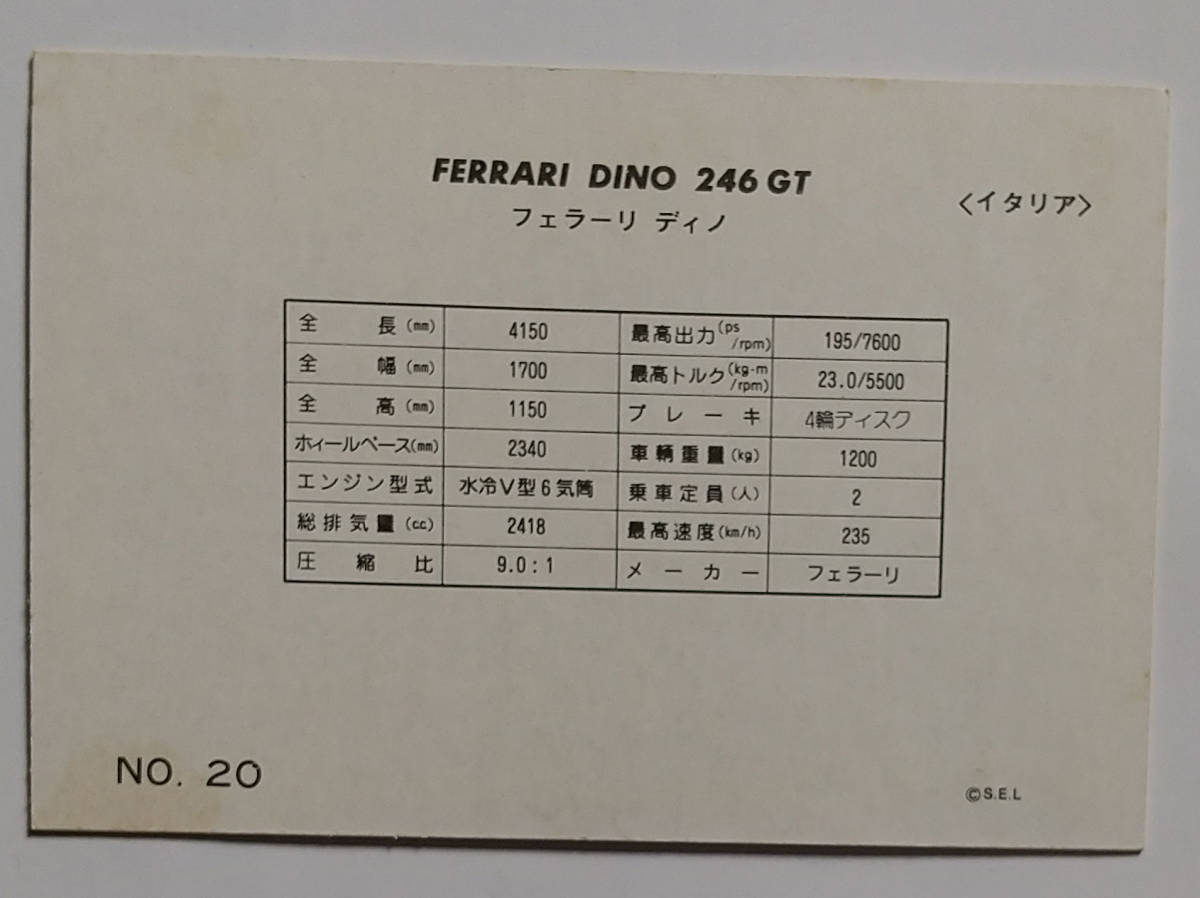 FERRARI DINO 246 GT
フェラーリ ディノ
〈イタリア〉
全長(mm) 4150 最高出力(ps/rpm) 195/7600
全幅(mm) 1700 最高トルク(kg-m/rpm) 23.0/5500
全高(mm) 1150 ブレーキ 4輪ディスク
ホィールベース(mm) 2340 車輌重量(kg) 1200
エンジン型式 水冷V型6気筒 乗車定員(人) 2
総排気量(cc) 2418 最高速度(km/h) 235
圧縮比 9.0:1 メーカー フェラーリ
NO. 20
©S.E.L